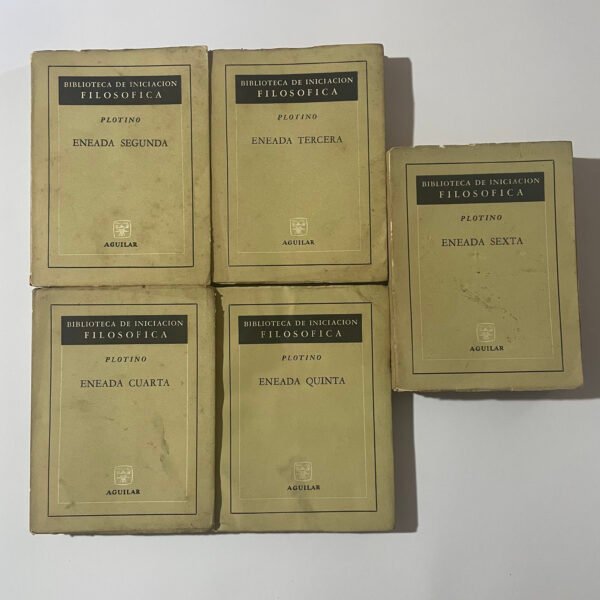 BIBLIOTECA DE INICIACION
FILOSOFICA
PLOTINO
ENEADA SEGUNDA
AGUILAR
BIBLIOTECA DE INICIACION
FILOSOFICA
PLOTINO
ENEADA TERCERA
AGUILAR
BIBLIOTECA DE INICIACION
FILOSOFICA
PLOTINO
ENEADA SEXTA
AGUILAR
BIBLIOTECA DE INICIACION
FILOSOFICA
PLOTINO
ENEADA CUARTA
AGUILAR
BIBLIOTECA DE INICIACION
FILOSOFICA
PLOTINO
ENEADA QUINTA
AGUILAR